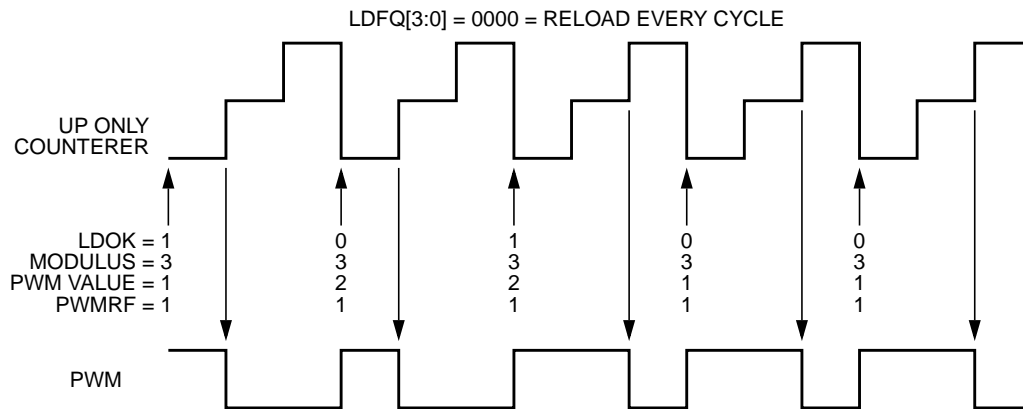 LDFQ[3:0] = 0000 = RELOAD EVERY CYCLE
UP ONLY
COUNTERER
LDOK = 1 0 1 0 0
MODULUS = 3 3 3 3 3
PWM VALUE = 1 2 2 1 1
PWMRF = 1 1 1 1 1
PWM